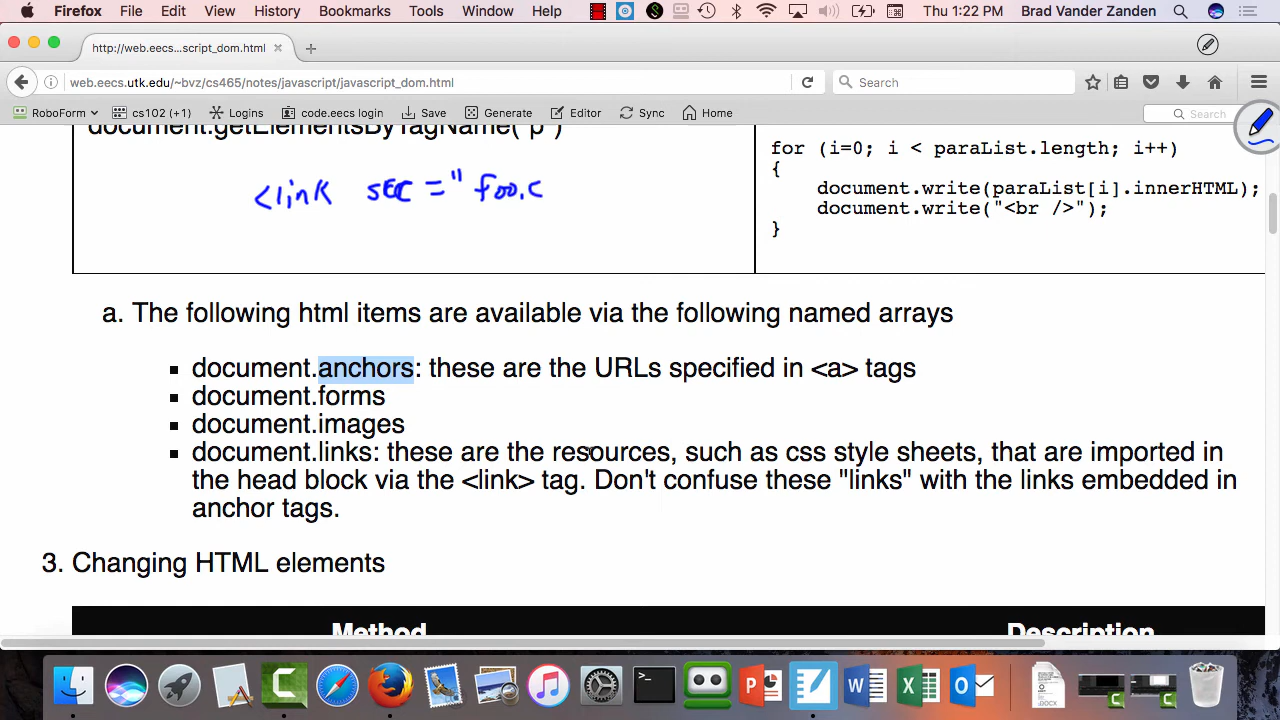 Firefox File Edit View History Bookmarks Tools Window Help Thu 1:22 PM Brad Vander Zanden
http://web.eecs...script_dom.html
web.eecs.utk.edu/~bvz/cs465/notes/javascript/javascript_dom.html Search
RoboForm cs102 (+1) Logins code.eecs login Save Generate Editor Sync Home Search
document.getElementsByTagName("p")
<link src = "foo.c
for (i=0; i < paraList.length; i++)
{
document.write(paraList[i].innerHTML);
document.write("<br />");
}
a. The following html items are available via the following named arrays
document.anchors: these are the URLs specified in <a> tags
document.forms
document.images
document.links: these are the resources, such as css style sheets, that are imported in
the head block via the <link> tag. Don't confuse these "links" with the links embedded in
anchor tags.
3. Changing HTML elements
Method Description